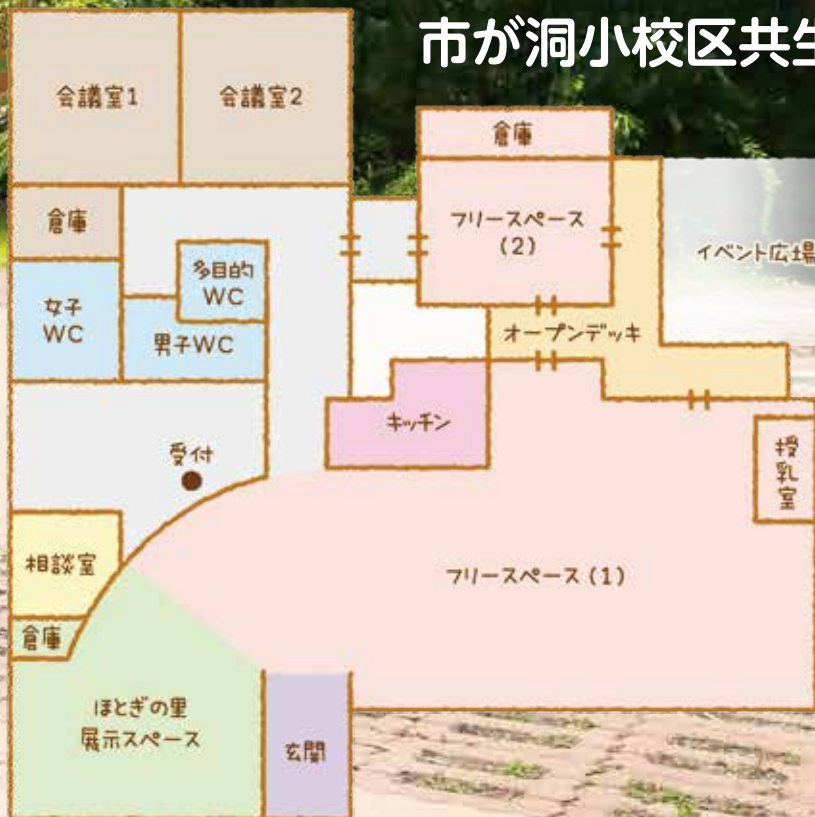 市が洞小校区共生
会議室1
会議室2
倉庫
倉庫
フリースペース
(2)
イベント広場
多目的
WC
女子
WC
男子WC
オープンデッキ
キッチン
受付
授乳室
相談室
フリースペース(1)
倉庫
ほとぎの里
展示スペース
玄関